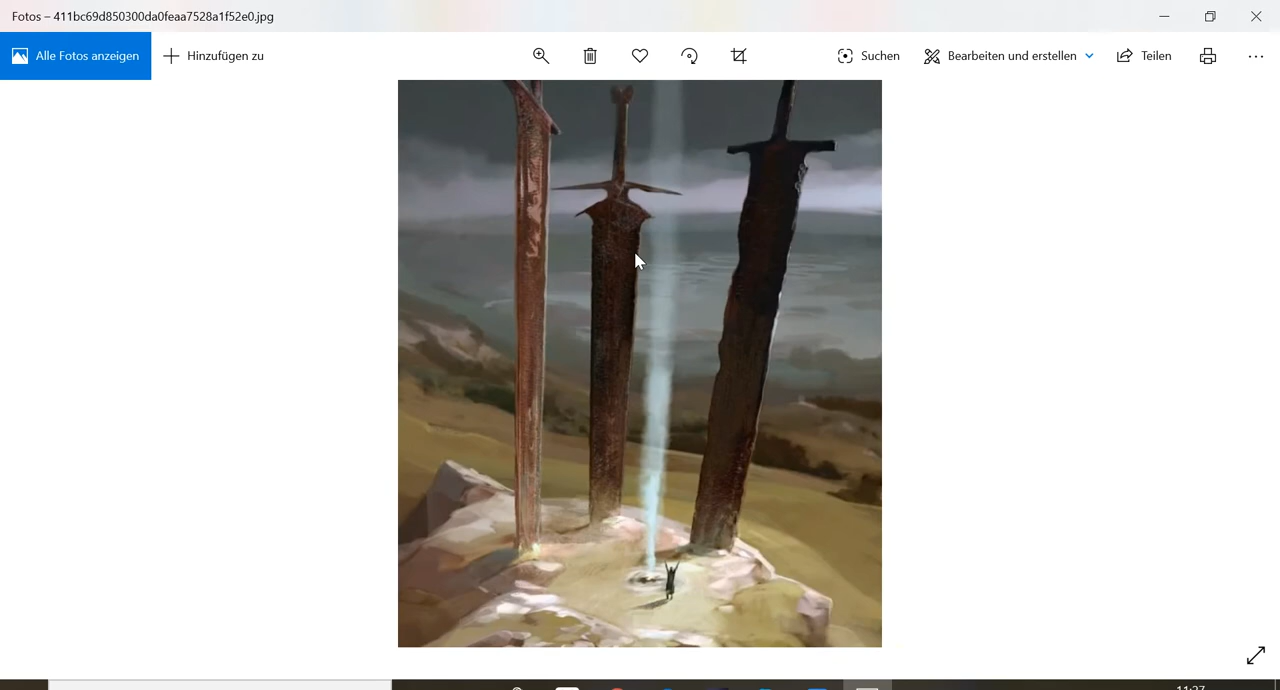 Fotos – 411bc69d850300da0feaa7528a1f52e0.jpg
Alle Fotos anzeigen
Hinzufügen zu
Suchen
Bearbeiten und erstellen
Teilen